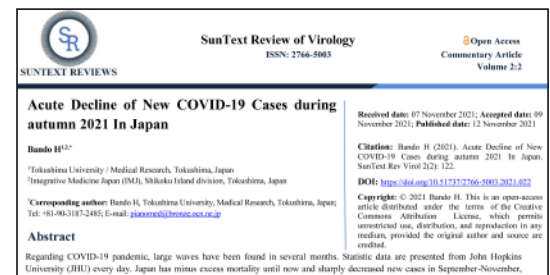 SR
SUNTEXT REVIEWS
SunText Review of Virology
ISSN: 2766-5003
Open Access
Commentary Article
Volume 2:2
Acute Decline of New COVID-19 Cases during
autumn 2021 In Japan
Bando H1,2,*
1Tokushima University / Medical Research, Tokushima, Japan
2Integrative Medicine Japan (IMJ), Shikoku Island division, Tokushima, Japan
*Corresponding author: Bando H, Tokushima University, Medical Research, Tokushima, Japan;
Tel: +81-90-3187-2485; E-mail: pianomed@bronze.ocn.ne.jp
Received date: 07 November 2021; Accepted date: 09
November 2021; Published date: 12 November 2021
Citation: Bando H (2021). Acute Decline of New
COVID-19 Cases during autumn 2021 In Japan.
SunText Rev Virol 2(2): 122.
DOI: https://doi.org/10.51737/2766-5003.2021.022
Copyright: © 2021 Bando H. This is an open-access
article distributed under the terms of the Creative
Commons Attribution License, which permits
unrestricted use, distribution, and reproduction in any
medium, provided the original author and source are
credited.
Abstract
Regarding COVID-19 pandemic, large waves have been found in several months. Statistic data are presented from John Hopkins
University (JHU) every day. Japan has minus excess mortality until now and sharply decreased new cases in September-November,